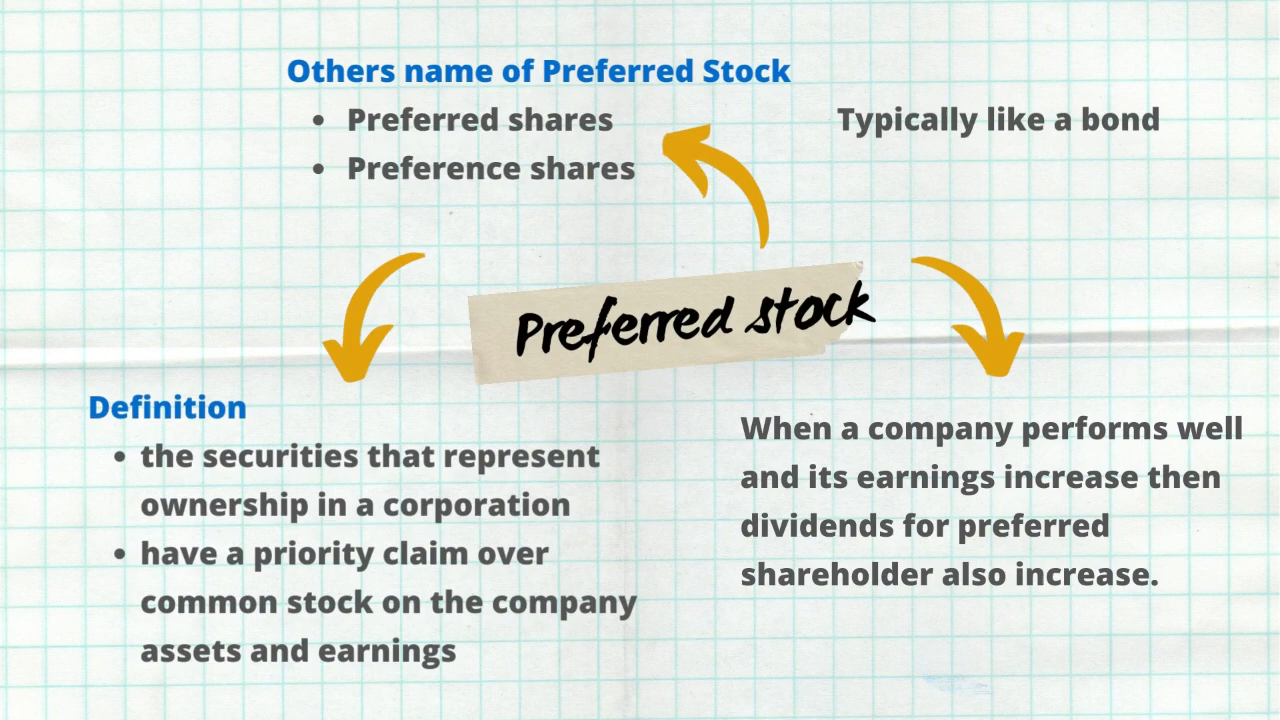 Others name of Preferred Stock
• Preferred shares
• Preference shares
Typically like a bond
Preferred stock
Definition
• the securities that represent
ownership in a corporation
• have a priority claim over
common stock on the company
assets and earnings
When a company performs well
and its earnings increase then
dividends for preferred
shareholder also increase.